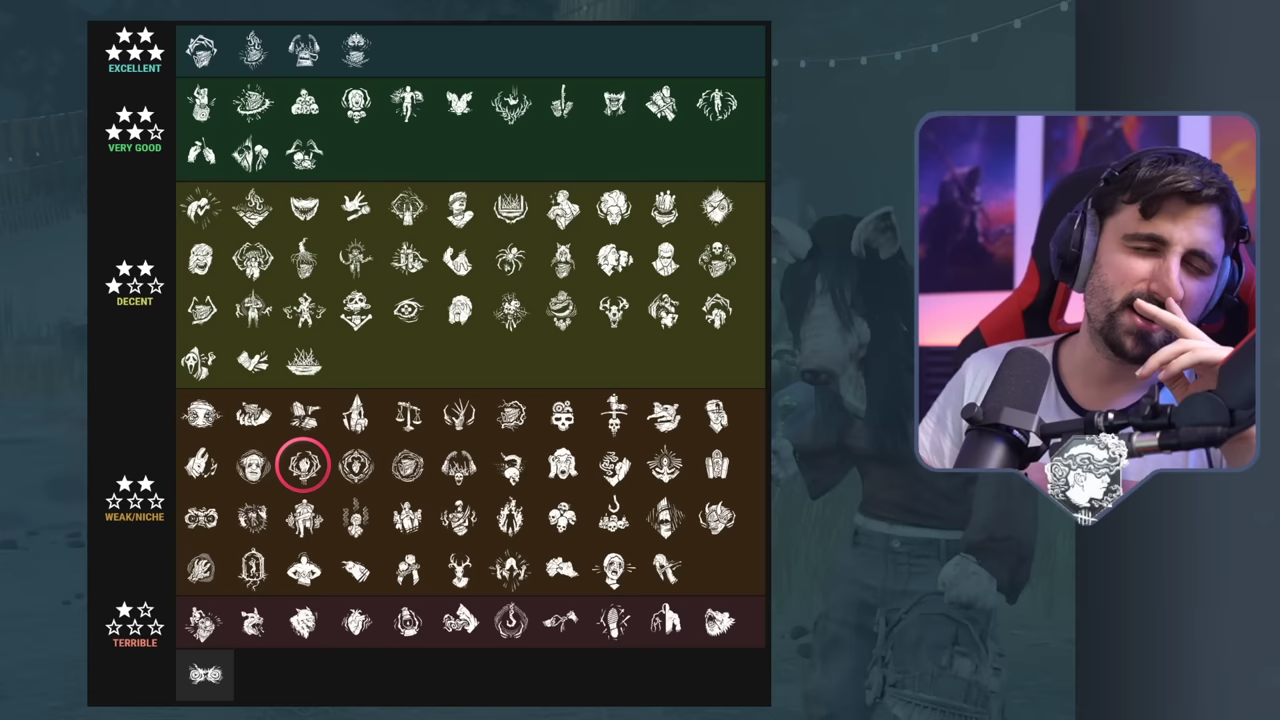 EXCELLENT
VERY GOOD
DECENT
WEAK/NICHE
TERRIBLE